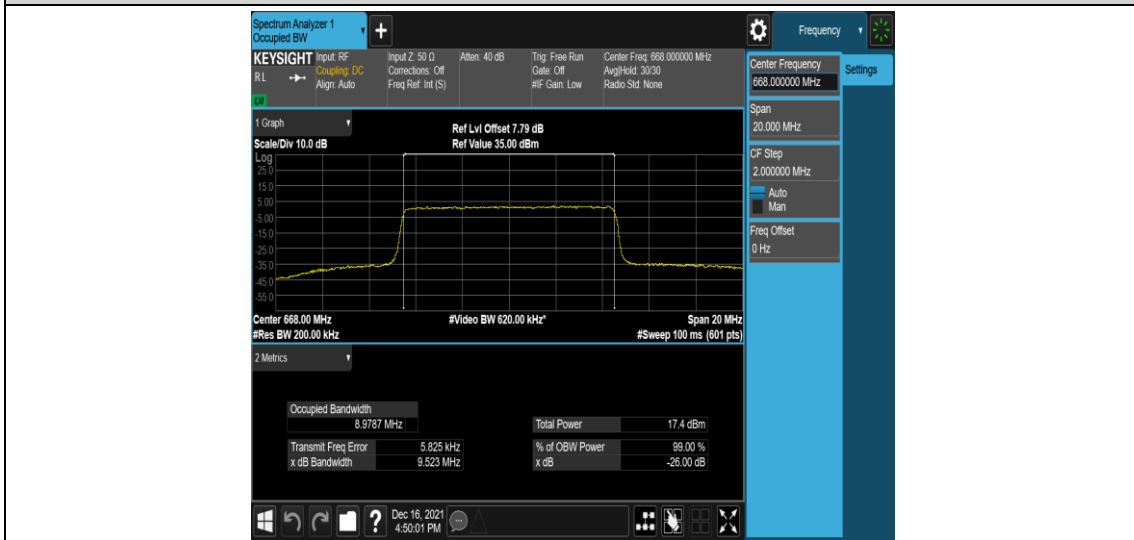 Spectrum Analyzer 1
Occupied BW
+
Frequency
KEYSIGHT
RL
LXI
Input: RF
Coupling: DC
Align: Auto
Input Z: 50 Ω
Corrections: Off
Freq Ref: Int (S)
Atten: 40 dB
Trig: Free Run
Gate: Off
#IF Gain: Low
Center Freq: 668.000000 MHz
Avg|Hold: 30/30
Radio Std: None
Center Frequency
668.000000 MHz
Settings
Span
20.000 MHz
CF Step
2.000000 MHz
Auto
Man
Freq Offset
0 Hz
1 Graph
Scale/Div 10.0 dB
Ref Lvl Offset 7.79 dB
Ref Value 35.00 dBm
Log
25.0
15.0
5.00
-5.00
-15.0
-25.0
-35.0
-45.0
-55.0
Center 668.00 MHz
#Video BW 620.00 kHz*
Span 20 MHz
#Res BW 200.00 kHz
#Sweep 100 ms (601 pts)
2 Metrics
Occupied Bandwidth
8.9787 MHz
Total Power 17.4 dBm
Transmit Freq Error 5.825 kHz
% of OBW Power 99.00 %
x dB Bandwidth 9.523 MHz
x dB -26.00 dB
?
Dec 16, 2021
4:50:01 PM